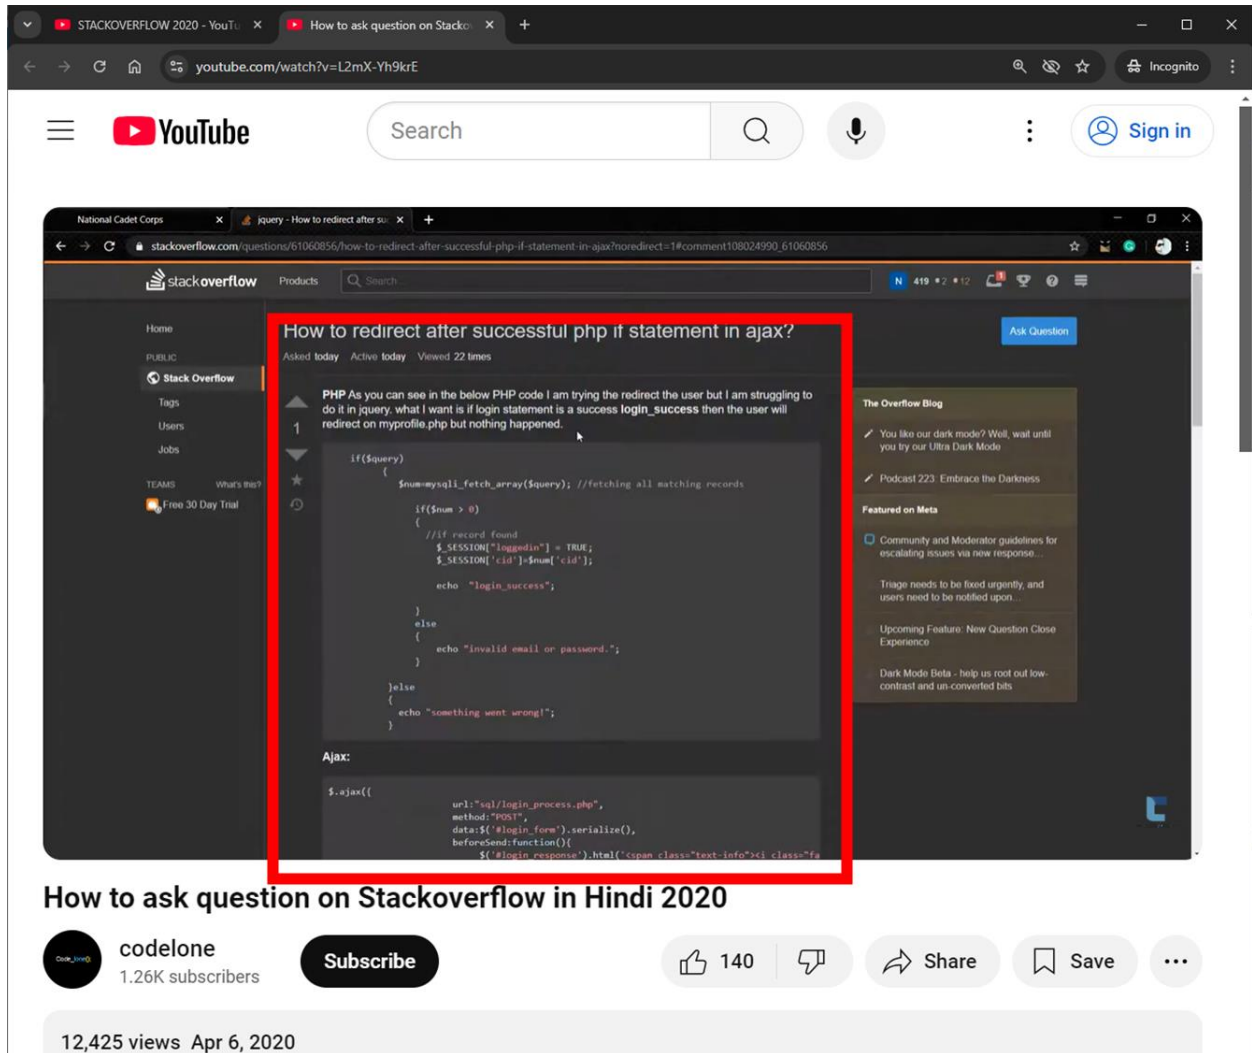 STACKOVERFLOW 2020 - YouTu
How to ask question on Stacko
youtube.com/watch?v=L2mX-Yh9krE
Incognito
YouTube
Search
Sign in
National Cadet Corps
jquery - How to redirect after suc
stackoverflow.com/questions/61060856/how-to-redirect-after-successful-php-if-statement-in-ajax?noredirect=1#comment108024990_61060856
stackoverflow
Products
Search...
N 419 2 12
1
Home
PUBLIC
Stack Overflow
Tags
Users
Jobs
TEAMS What's this?
Free 30 Day Trial
How to redirect after successful php if statement in ajax?
Asked today Active today Viewed 22 times
Ask Question
1
PHP As you can see in the below PHP code I am trying the redirect the user but I am struggling to
do it in jquery. what I want is if login statement is a success login_success then the user will
redirect on myprofile.php but nothing happened.
if($query)
{
$num=mysqli_fetch_array($query); //fetching all matching records
if($num > 0)
{
//if record found
$_SESSION["loggedin"] = TRUE;
$_SESSION['cid']=$num['cid'];
echo "login_success";
}
else
{
echo "invalid email or password.";
}
}else
{
echo "something went wrong!";
}
Ajax:
$.ajax({
url:"sql/login_process.php",
method:"POST",
data:$('#login_form').serialize(),
beforeSend:function(){
$('#login_response').html('<span class="text-info"><i class="fa
The Overflow Blog
You like our dark mode? Well, wait until
you try our Ultra Dark Mode
Podcast 223: Embrace the Darkness
Featured on Meta
Community and Moderator guidelines for
escalating issues via new response…
Triage needs to be fixed urgently, and
users need to be notified upon…
Upcoming Feature: New Question Close
Experience
Dark Mode Beta - help us root out low-
contrast and un-converted bits
How to ask question on Stackoverflow in Hindi 2020
codelone
1.26K subscribers
Subscribe
140
Share
Save
12,425 views Apr 6, 2020